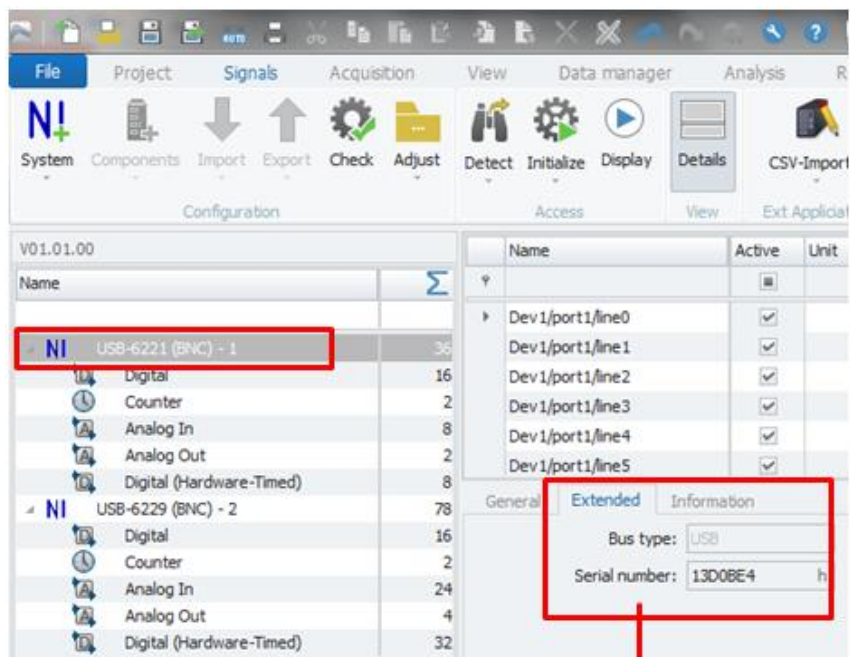 AUTO
File Project Signals Acquisition View Data manager Analysis R
NI
System Components Import Export Check Adjust Detect Initialize Display Details CSV-Import
Configuration Access View Ext Appliciat
V01.01.00
Name Σ
Name Active Unit
Dev1/port1/line0
Dev1/port1/line1
Dev1/port1/line2
Dev1/port1/line3
Dev1/port1/line4
Dev1/port1/line5
NI USB-6221 (BNC) - 1 36
Digital 16
Counter 2
Analog In 8
Analog Out 2
Digital (Hardware-Timed) 8
NI USB-6229 (BNC) - 2 78
Digital 16
Counter 2
Analog In 24
Analog Out 4
Digital (Hardware-Timed) 32
General Extended Information
Bus type: USB
Serial number: 13D0BE4 h